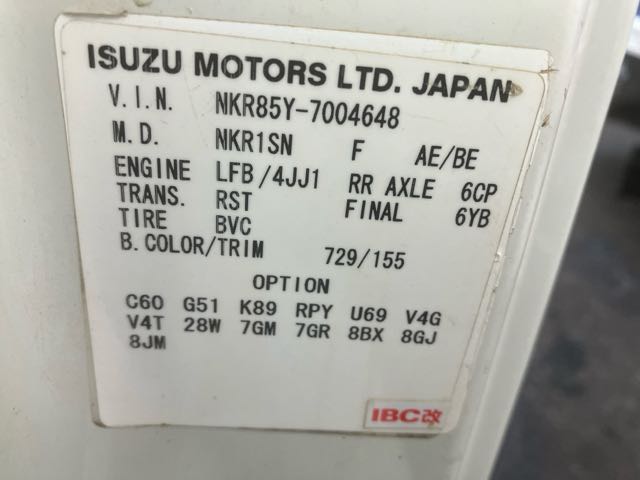 ISUZU MOTORS LTD. JAPAN
V.I.N. NKR85Y-7004648
M.D. NKR1SN F AE/BE
ENGINE LFB/4JJ1 RR AXLE 6CP
TRANS. RST FINAL 6YB
TIRE BVC
B.COLOR/TRIM 729/155
OPTION
C60 G51 K89 RPY U69 V4G
V4T 28W 7GM 7GR 8BX 8GJ
8JM
IBC改